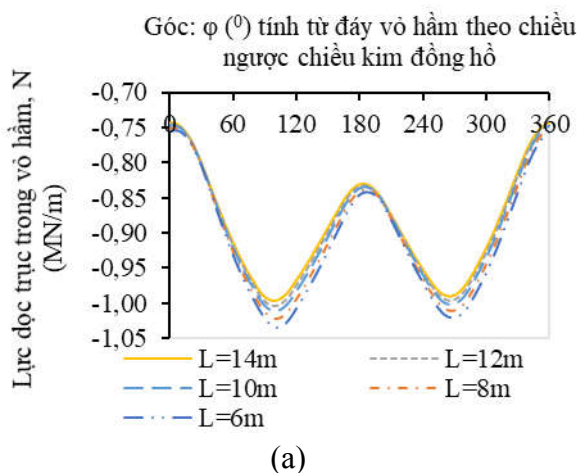 Góc: φ (⁰) tính từ đáy vỏ hầm theo chiều
ngược chiều kim đồng hồ
Lực dọc trục trong vỏ hầm, N
(MN/m)
-0,70
-0,75
-0,80
-0,85
-0,90
-0,95
-1,00
-1,05
0 60 120 180 240 300 360
L=14m L=12m
L=10m L=8m
L=6m
(a)